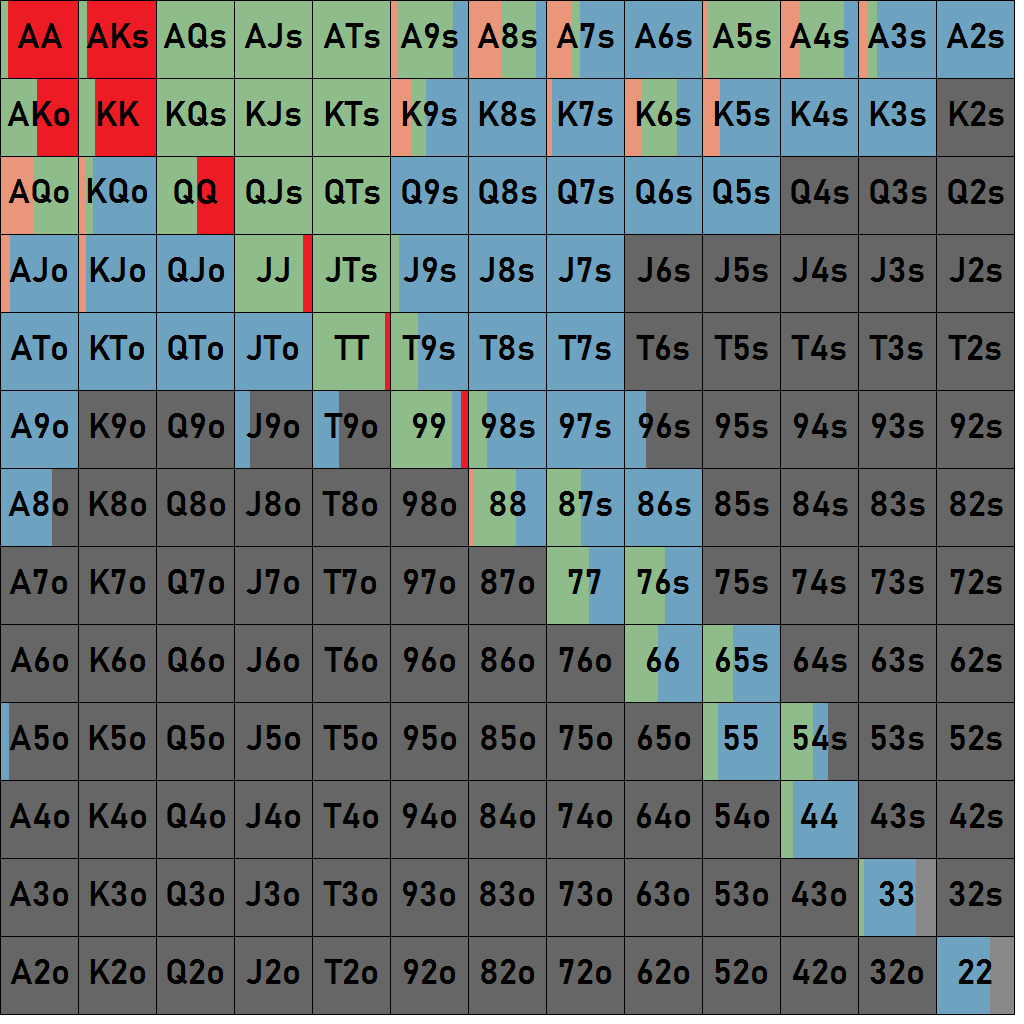 AA AKs AQs AJs ATs A9s A8s A7s A6s A5s A4s A3s A2s
AKo KK KQs KJs KTs K9s K8s K7s K6s K5s K4s K3s K2s
AQo KQo QQ QJs QTs Q9s Q8s Q7s Q6s Q5s Q4s Q3s Q2s
AJo KJo QJo JJ JTs J9s J8s J7s J6s J5s J4s J3s J2s
ATo KTo QTo JTo TT T9s T8s T7s T6s T5s T4s T3s T2s
A9o K9o Q9o J9o T9o 99 98s 97s 96s 95s 94s 93s 92s
A8o K8o Q8o J8o T8o 98o 88 87s 86s 85s 84s 83s 82s
A7o K7o Q7o J7o T7o 97o 87o 77 76s 75s 74s 73s 72s
A6o K6o Q6o J6o T6o 96o 86o 76o 66 65s 64s 63s 62s
A5o K5o Q5o J5o T5o 95o 85o 75o 65o 55 54s 53s 52s
A4o K4o Q4o J4o T4o 94o 84o 74o 64o 54o 44 43s 42s
A3o K3o Q3o J3o T3o 93o 83o 73o 63o 53o 43o 33 32s
A2o K2o Q2o J2o T2o 92o 82o 72o 62o 52o 42o 32o 22